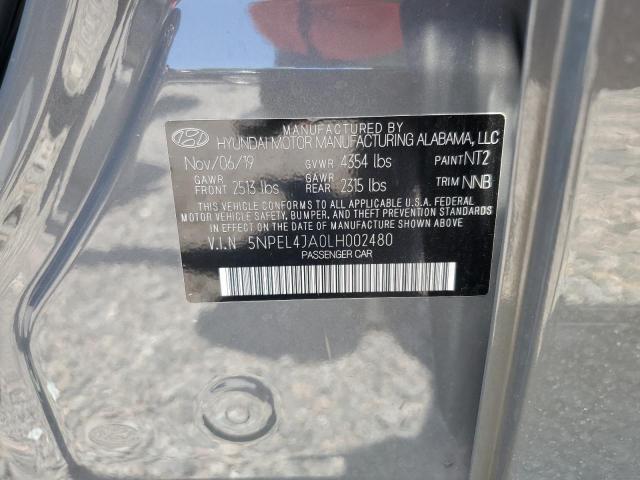 MANUFACTURED BY
HYUNDAI MOTOR MANUFACTURING ALABAMA, LLC
Nov/06/19 GVWR 4354 lbs PAINT NT2
GAWR FRONT 2513 lbs GAWR REAR 2315 lbs TRIM NNB
THIS VEHICLE CONFORMS TO ALL APPLICABLE U.S. FEDERAL
MOTOR VEHICLE SAFETY, BUMPER, AND THEFT PREVENTION
STANDARDS IN EFFECT ON THE DATE OF MANUFACTURE SHOWN ABOVE
V.I.N 5NPEL4JA0LH002480
PASSENGER CAR